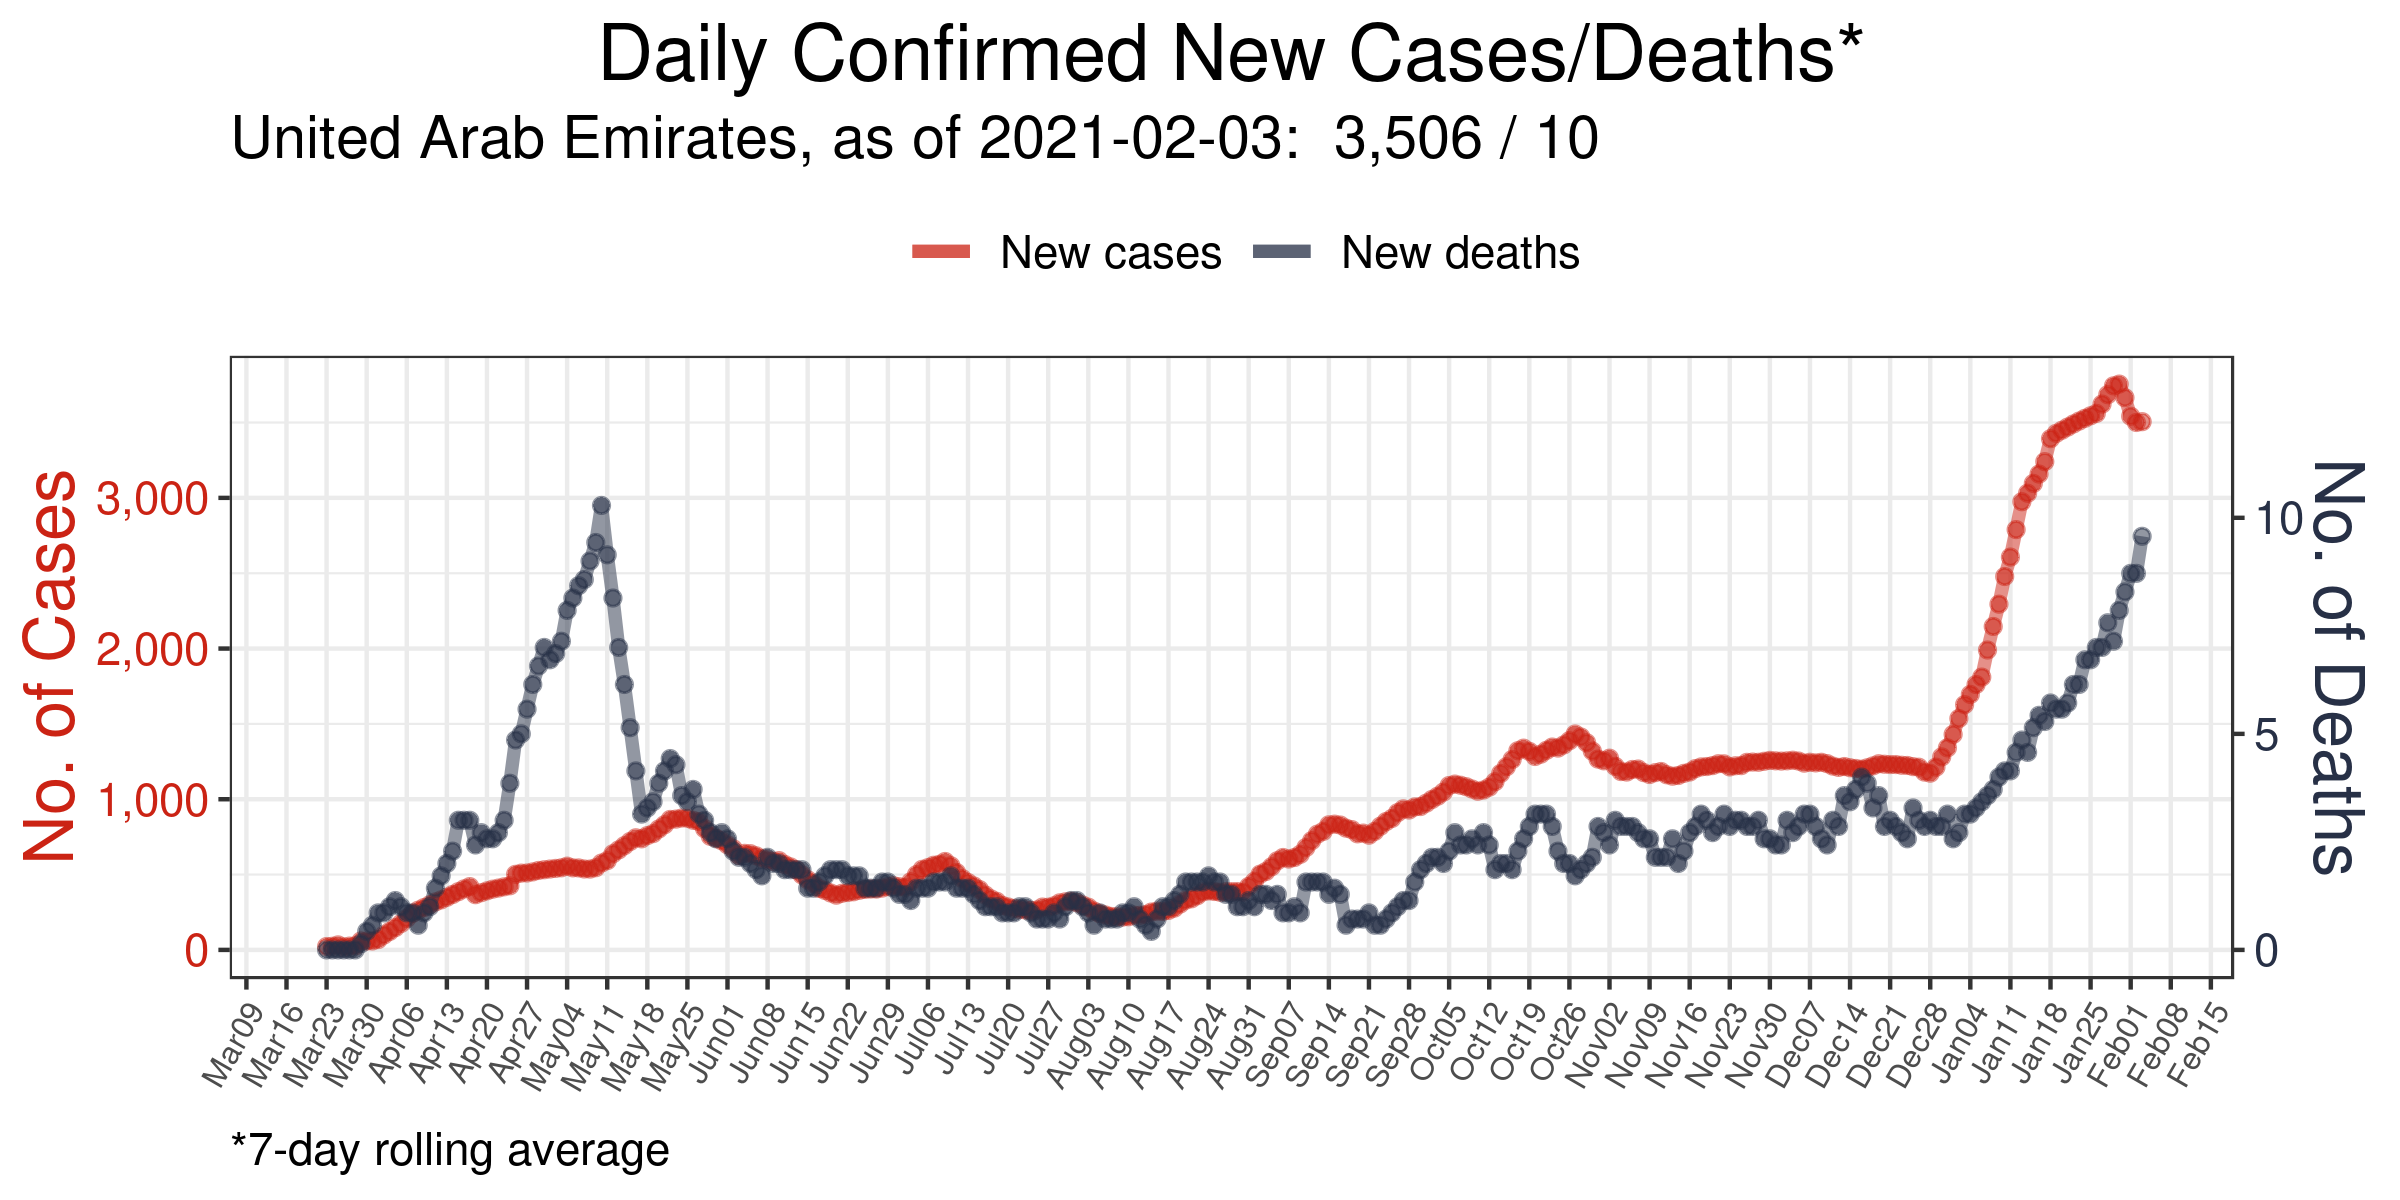 Daily Confirmed New Cases/Deaths*
United Arab Emirates, as of 2021-02-03:  3,506 / 10
New cases New deaths
No. of Cases
3,000
2,000
1,000
0
10
5
0
No. of Deaths
Mar09 Mar16 Mar23 Mar30 Apr06 Apr13 Apr20 Apr27 May04 May11 May18 May25 Jun01 Jun08 Jun15 Jun22 Jun29 Jul06 Jul13 Jul20 Jul27 Aug03 Aug10 Aug17 Aug24 Aug31 Sep07 Sep14 Sep21 Sep28 Oct05 Oct12 Oct19 Oct26 Nov02 Nov09 Nov16 Nov23 Nov30 Dec07 Dec14 Dec21 Dec28 Jan04 Jan11 Jan18 Jan25 Feb01 Feb08 Feb15
*7-day rolling average